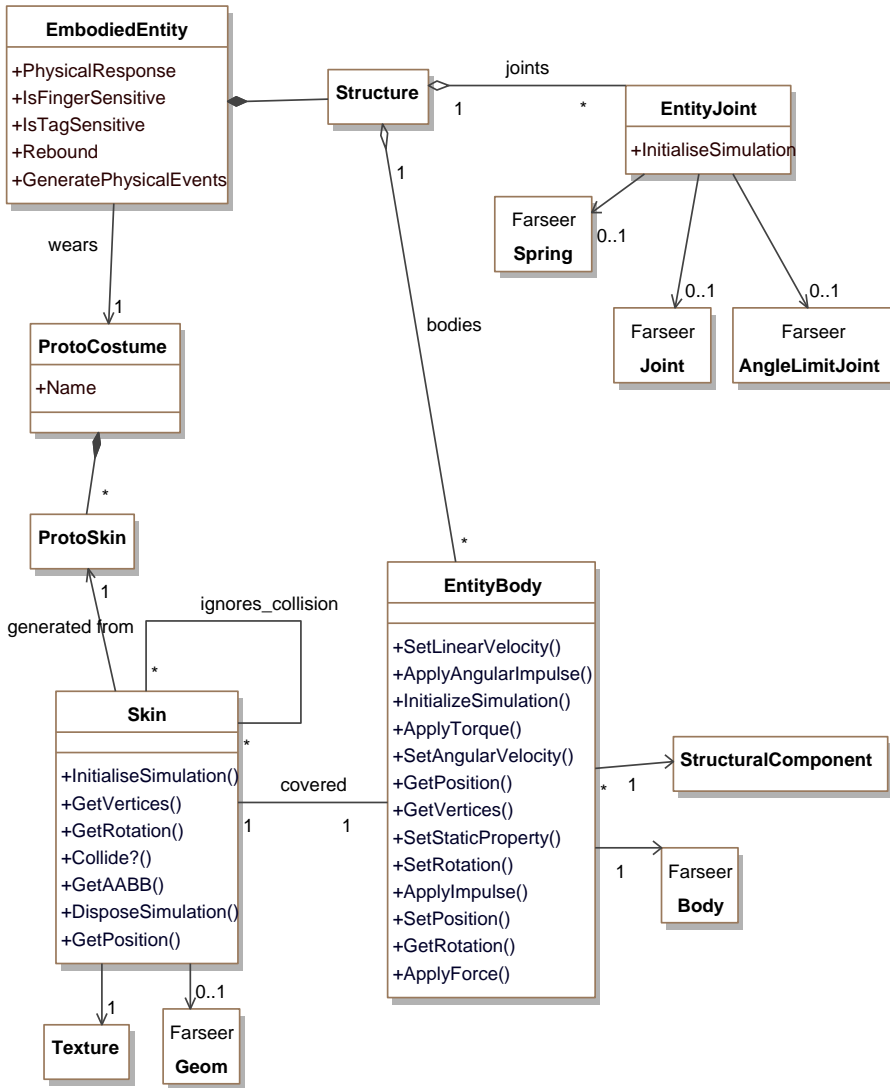 EmbodiedEntity
+PhysicalResponse
+IsFingerSensitive
+IsTagSensitive
+Rebound
+GeneratePhysicalEvents
Structure
joints
1
*
1
EntityJoint
+InitialiseSimulation
Farseer
Spring
0..1
0..1
0..1
Farseer
Joint
Farseer
AngleLimitJoint
wears
1
bodies
*
ProtoCostume
+Name
*
ProtoSkin
1
generated from
ignores_collision
*
*
Skin
+InitialiseSimulation()
+GetVertices()
+GetRotation()
+Collide?()
+GetAABB()
+DisposeSimulation()
+GetPosition()
covered
1
1
EntityBody
+SetLinearVelocity()
+ApplyAngularImpulse()
+InitializeSimulation()
+ApplyTorque()
+SetAngularVelocity()
+GetPosition()
+GetVertices()
+SetStaticProperty()
+SetRotation()
+ApplyImpulse()
+SetPosition()
+GetRotation()
+ApplyForce()
StructuralComponent
*
1
1
Farseer
Body
1
Texture
0..1
Farseer
Geom